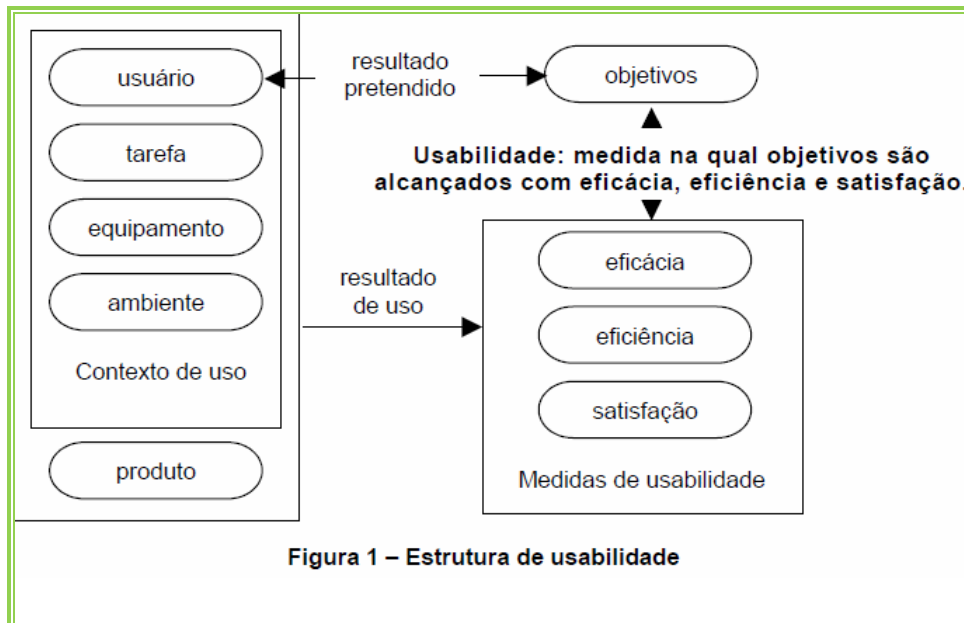 usuário
tarefa
equipamento
ambiente
Contexto de uso
produto
resultado
pretendido
objetivos
Usabilidade: medida na qual objetivos são
alcançados com eficácia, eficiência e satisfação.
resultado
de uso
eficácia
eficiência
satisfação
Medidas de usabilidade
Figura 1 – Estrutura de usabilidade